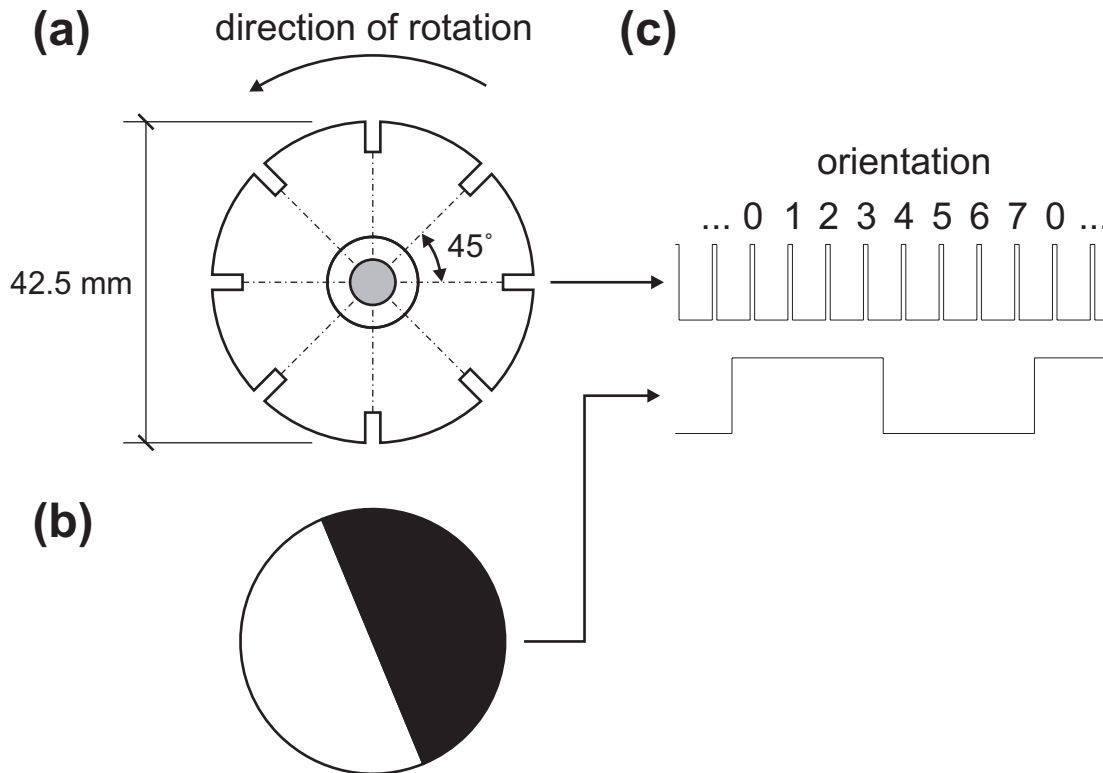 (a)
direction of rotation
42.5 mm
45°
(b)
(c)
orientation
... 0 1 2 3 4 5 6 7 0 ...